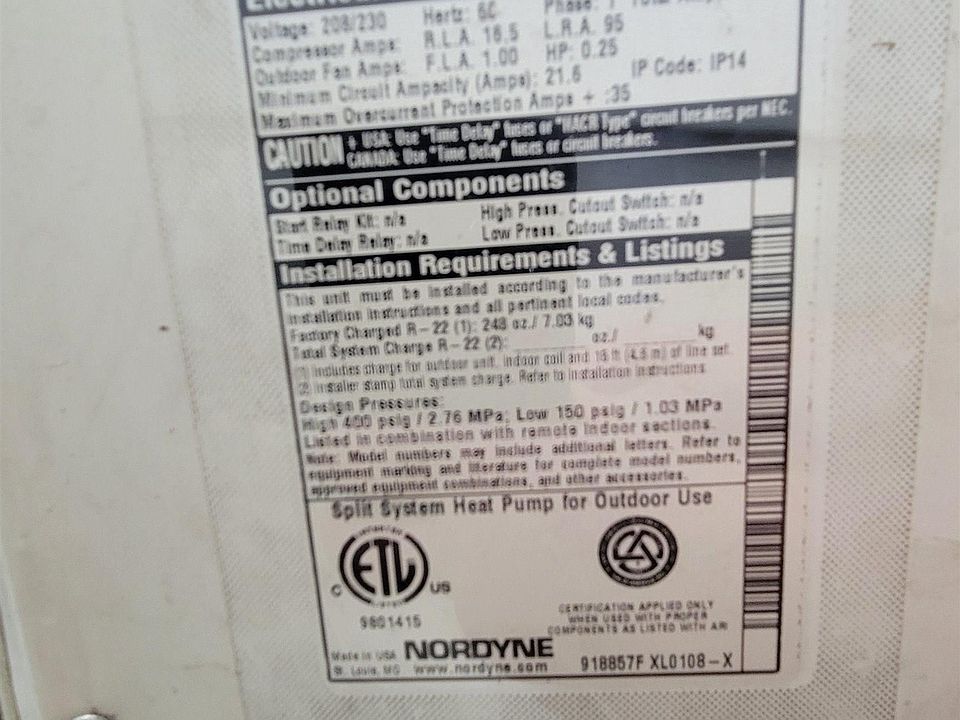 Voltage: 208/230 Hertz: 60 Phase: 1 Total
Compressor Amps: R.L.A. 16.5 L.R.A. 95
Outdoor Fan Amps: F.L.A. 1.00 HP: 0.25
Minimum Circuit Ampacity (Amps): 21.6 IP Code: IP14
Maximum Overcurrent Protection Amps + :35
CAUTION + USA: Use "Time Delay" fuses or "HACR Type" circuit breakers per NEC.
CANADA: Use "Time Delay" fuses or circuit breakers.
Optional Components
Start Relay Kit: n/a High Press. Cutout Switch: n/a
Time Delay Relay: n/a Low Press. Cutout Switch: n/a
Installation Requirements & Listings
This unit must be installed according to the manufacturer's
installation instructions and all pertinent local codes.
Factory Charged R-22 (1): 248 oz./ 7.03 kg
Total System Charge R-22 (2): ________ oz./ ________ kg
(1) Includes charge for outdoor unit, indoor coil and 15 ft (4.5 m) of line set.
(2) Installer stamp total system charge. Refer to installation instructions.
Design Pressures:
High 400 psig / 2.76 MPa; Low 150 psig / 1.03 MPa
Listed in combination with remote indoor sections.
Note: Model numbers may include additional letters. Refer to
equipment marking and literature for complete model numbers,
approved equipment combinations, and other accessories.
Split System Heat Pump for Outdoor Use
C ETL US
9801415
CERTIFICATION APPLIED ONLY
WHEN USED WITH PROPER
COMPONENTS AS LISTED WITH ARI
Made in USA NORDYNE
St. Louis, MO www.nordyne.com 918857F XL0108-X